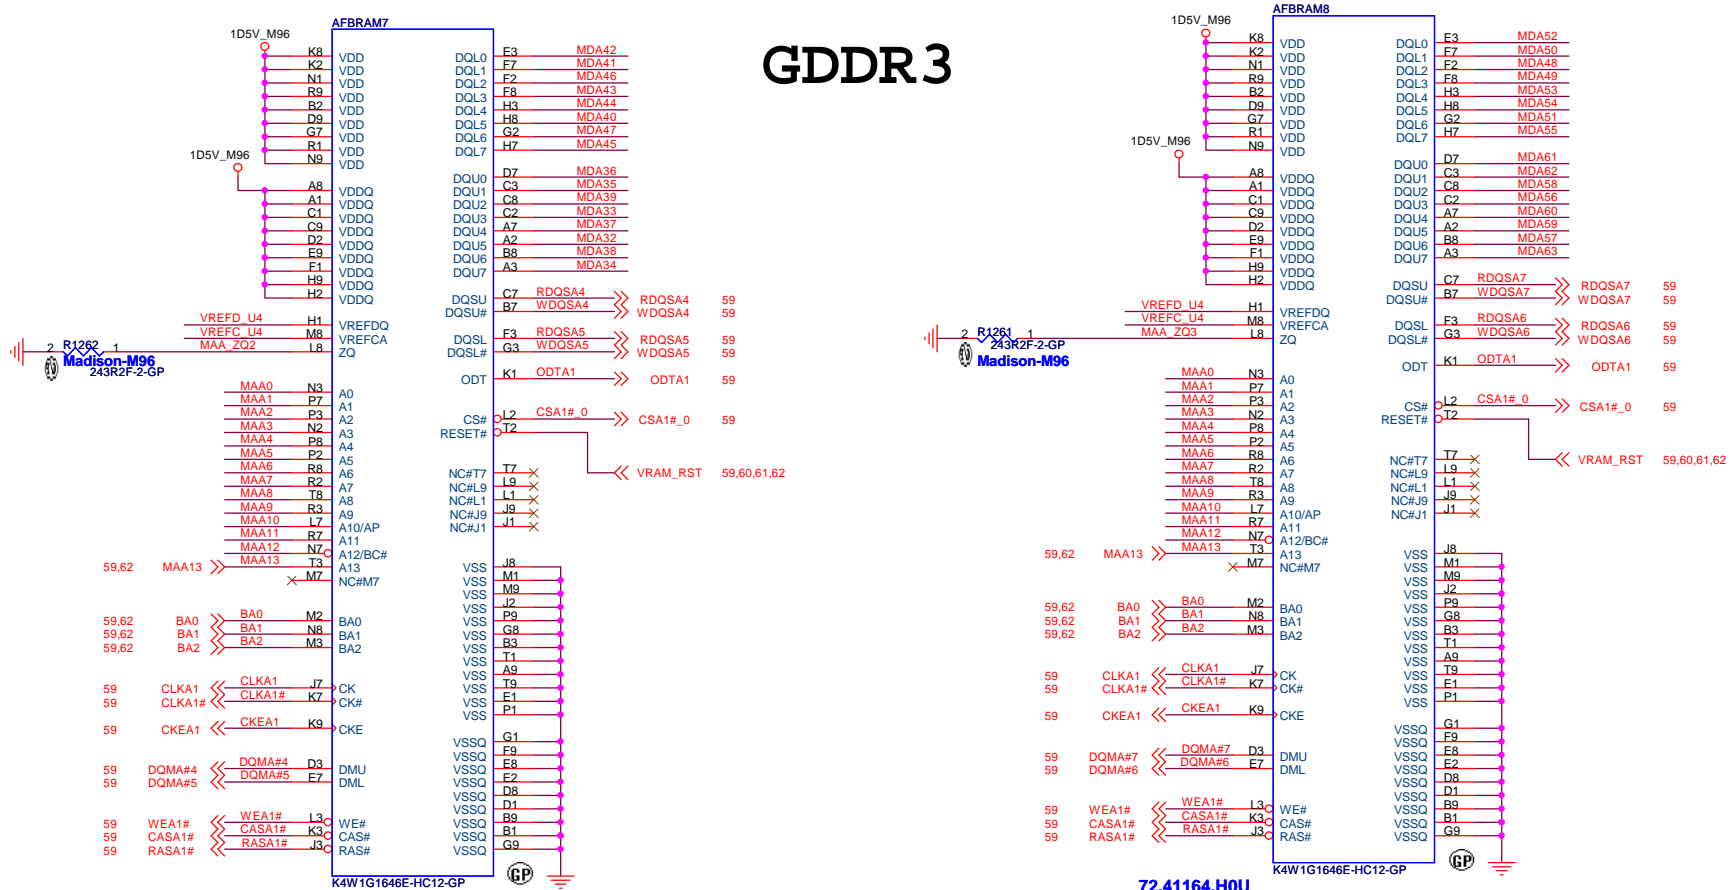 GDDR3
AFBRAM7
1D5V_M96
1D5V_M96
K8 VDD
K2 VDD
N1 VDD
R9 VDD
B2 VDD
D9 VDD
G7 VDD
R1 VDD
N9 VDD
A8 VDDQ
A1 VDDQ
C1 VDDQ
C9 VDDQ
D2 VDDQ
E9 VDDQ
F1 VDDQ
H9 VDDQ
H2 VDDQ
VREFD_U4 H1 VREFDQ
VREFC_U4 M8 VREFCA
2 R1262 1 MAA_ZQ2 L8 ZQ
Madison-M96
243R2F-2-GP
MAA0 N3 A0
MAA1 P7 A1
MAA2 P3 A2
MAA3 N2 A3
MAA4 P8 A4
MAA5 P2 A5
MAA6 R8 A6
MAA7 R2 A7
MAA8 T8 A8
MAA9 R3 A9
MAA10 L7 A10/AP
MAA11 R7 A11
MAA12 N7 A12/BC#
59,62 MAA13 MAA13 T3 A13
M7 NC#M7
59,62 BA0 BA0 M2 BA0
59,62 BA1 BA1 N8 BA1
59,62 BA2 BA2 M3 BA2
59 CLKA1 CLKA1 J7 CK
59 CLKA1# CLKA1# K7 CK#
59 CKEA1 CKEA1 K9 CKE
59 DQMA#4 DQMA#4 D3 DMU
59 DQMA#5 DQMA#5 E7 DML
59 WEA1# WEA1# L3 WE#
59 CASA1# CASA1# K3 CAS#
59 RASA1# RASA1# J3 RAS#
DQL0 E3 MDA42
DQL1 F7 MDA41
DQL2 F2 MDA46
DQL3 F8 MDA43
DQL4 H3 MDA44
DQL5 H8 MDA40
DQL6 G2 MDA47
DQL7 H7 MDA45
DQU0 D7 MDA36
DQU1 C3 MDA35
DQU2 C8 MDA39
DQU3 C2 MDA33
DQU4 A7 MDA37
DQU5 A2 MDA32
DQU6 B8 MDA38
DQU7 A3 MDA34
DQSU C7 RDQSA4 RDQSA4 59
DQSU# B7 WDQSA4 WDQSA4 59
DQSL F3 RDQSA5 RDQSA5 59
DQSL# G3 WDQSA5 WDQSA5 59
ODT K1 ODTA1 ODTA1 59
CS# L2 CSA1#_0 CSA1#_0 59
RESET# T2
VRAM_RST 59,60,61,62
NC#T7 T7
NC#L9 L9
NC#L1 L1
NC#J9 J9
NC#J1 J1
VSS J8
VSS M1
VSS M9
VSS J2
VSS P9
VSS G8
VSS B3
VSS T1
VSS A9
VSS T9
VSS E1
VSS P1
VSSQ G1
VSSQ F9
VSSQ E8
VSSQ E2
VSSQ D8
VSSQ D1
VSSQ B9
VSSQ B1
VSSQ G9
K4W1G1646E-HC12-GP
GP
AFBRAM8
1D5V_M96
1D5V_M96
K8 VDD
K2 VDD
N1 VDD
R9 VDD
B2 VDD
D9 VDD
G7 VDD
R1 VDD
N9 VDD
A8 VDDQ
A1 VDDQ
C1 VDDQ
C9 VDDQ
D2 VDDQ
E9 VDDQ
F1 VDDQ
H9 VDDQ
H2 VDDQ
VREFD_U4 H1 VREFDQ
VREFC_U4 M8 VREFCA
2 R1261 1 MAA_ZQ3 L8 ZQ
243R2F-2-GP
Madison-M96
MAA0 N3 A0
MAA1 P7 A1
MAA2 P3 A2
MAA3 N2 A3
MAA4 P8 A4
MAA5 P2 A5
MAA6 R8 A6
MAA7 R2 A7
MAA8 T8 A8
MAA9 R3 A9
MAA10 L7 A10/AP
MAA11 R7 A11
MAA12 N7 A12/BC#
59,62 MAA13 MAA13 T3 A13
M7 NC#M7
59,62 BA0 BA0 M2 BA0
59,62 BA1 BA1 N8 BA1
59,62 BA2 BA2 M3 BA2
59 CLKA1 CLKA1 J7 CK
59 CLKA1# CLKA1# K7 CK#
59 CKEA1 CKEA1 K9 CKE
59 DQMA#7 DQMA#7 D3 DMU
59 DQMA#6 DQMA#6 E7 DML
59 WEA1# WEA1# L3 WE#
59 CASA1# CASA1# K3 CAS#
59 RASA1# RASA1# J3 RAS#
DQL0 E3 MDA52
DQL1 F7 MDA50
DQL2 F2 MDA48
DQL3 F8 MDA49
DQL4 H3 MDA53
DQL5 H8 MDA54
DQL6 G2 MDA51
DQL7 H7 MDA55
DQU0 D7 MDA61
DQU1 C3 MDA62
DQU2 C8 MDA58
DQU3 C2 MDA56
DQU4 A7 MDA60
DQU5 A2 MDA59
DQU6 B8 MDA57
DQU7 A3 MDA63
DQSU C7 RDQSA7 RDQSA7 59
DQSU# B7 WDQSA7 WDQSA7 59
DQSL F3 RDQSA6 RDQSA6 59
DQSL# G3 WDQSA6 WDQSA6 59
ODT K1 ODTA1 ODTA1 59
CS# L2 CSA1#_0 CSA1#_0 59
RESET# T2
VRAM_RST 59,60,61,62
NC#T7 T7
NC#L9 L9
NC#L1 L1
NC#J9 J9
NC#J1 J1
VSS J8
VSS M1
VSS M9
VSS J2
VSS P9
VSS G8
VSS B3
VSS T1
VSS A9
VSS T9
VSS E1
VSS P1
VSSQ G1
VSSQ F9
VSSQ E8
VSSQ E2
VSSQ D8
VSSQ D1
VSSQ B9
VSSQ B1
VSSQ G9
K4W1G1646E-HC12-GP
GP
72.41164.H0U